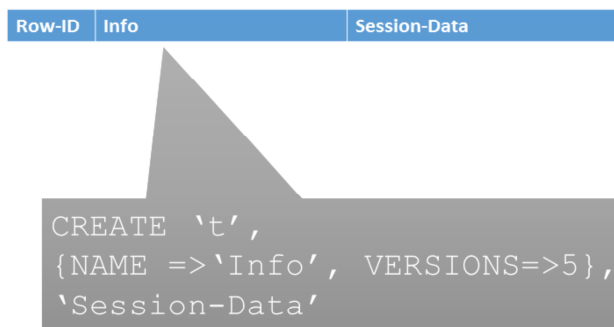 Row-ID Info Session-Data
CREATE ‘t’,
{NAME =>‘Info’, VERSIONS=>5},
‘Session-Data’